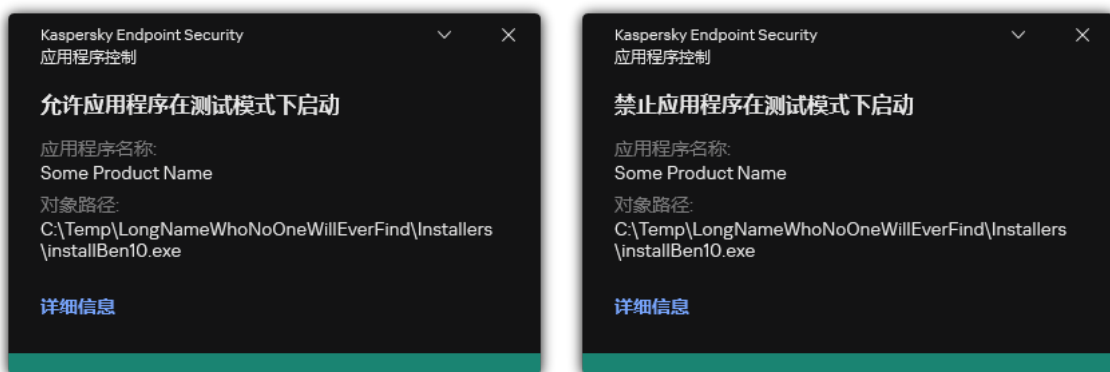 Kaspersky Endpoint Security
应用程序控制
允许应用程序在测试模式下启动
应用程序名称:
Some Product Name
对象路径:
C:\Temp\LongNameWhoNoOneWillEverFind\Installers
\installBen10.exe
详细信息
Kaspersky Endpoint Security
应用程序控制
禁止应用程序在测试模式下启动
应用程序名称:
Some Product Name
对象路径:
C:\Temp\LongNameWhoNoOneWillEverFind\Installers
\installBen10.exe
详细信息